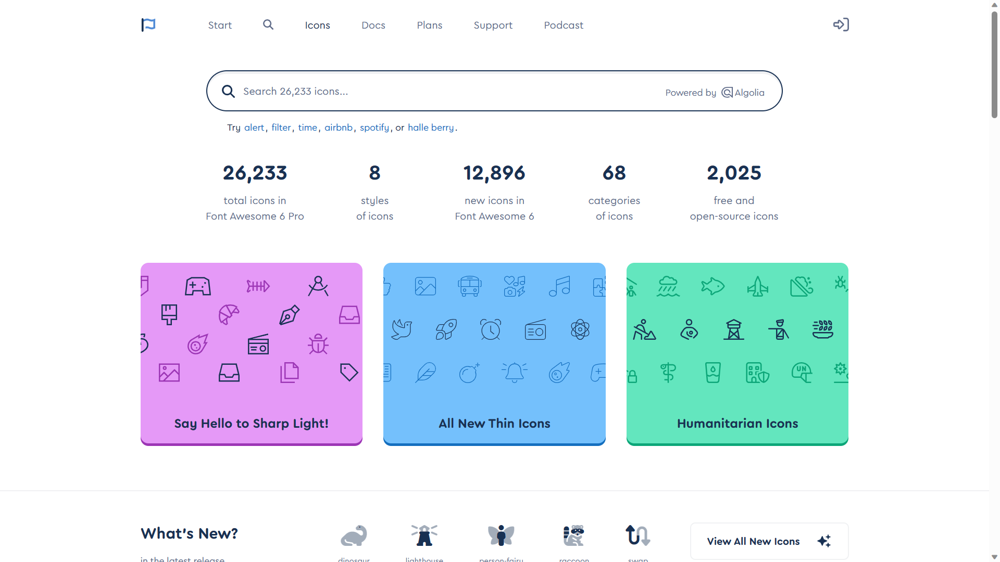 Start Icons Docs Plans Support Podcast
Search 26,233 icons...
Powered by Algolia
Try alert, filter, time, airbnb, spotify, or halle berry.
26,233
total icons in
Font Awesome 6 Pro
8
styles
of icons
12,896
new icons in
Font Awesome 6
68
categories
of icons
2,025
free and
open-source icons
Say Hello to Sharp Light!
All New Thin Icons
UN
Humanitarian Icons
What's New?
in the latest release
dinosaur
lighthouse
person-fairy
raccoon
swap
View All New Icons